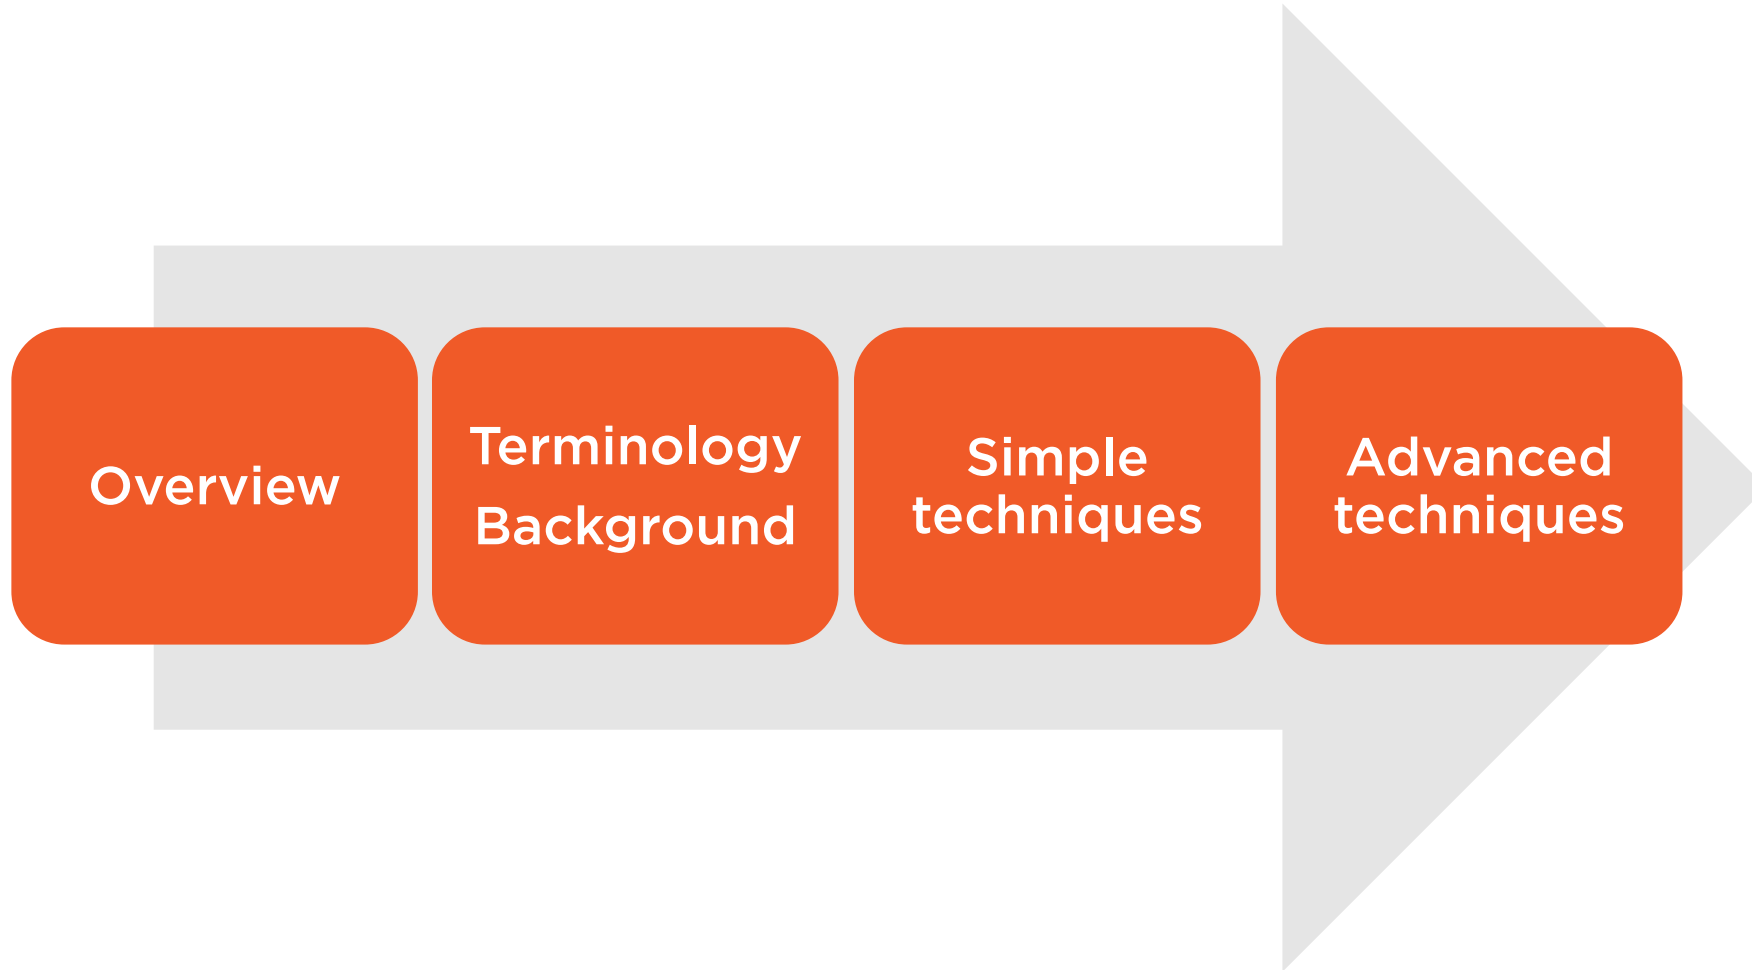 Overview
Terminology
Background
Simple
techniques
Advanced
techniques